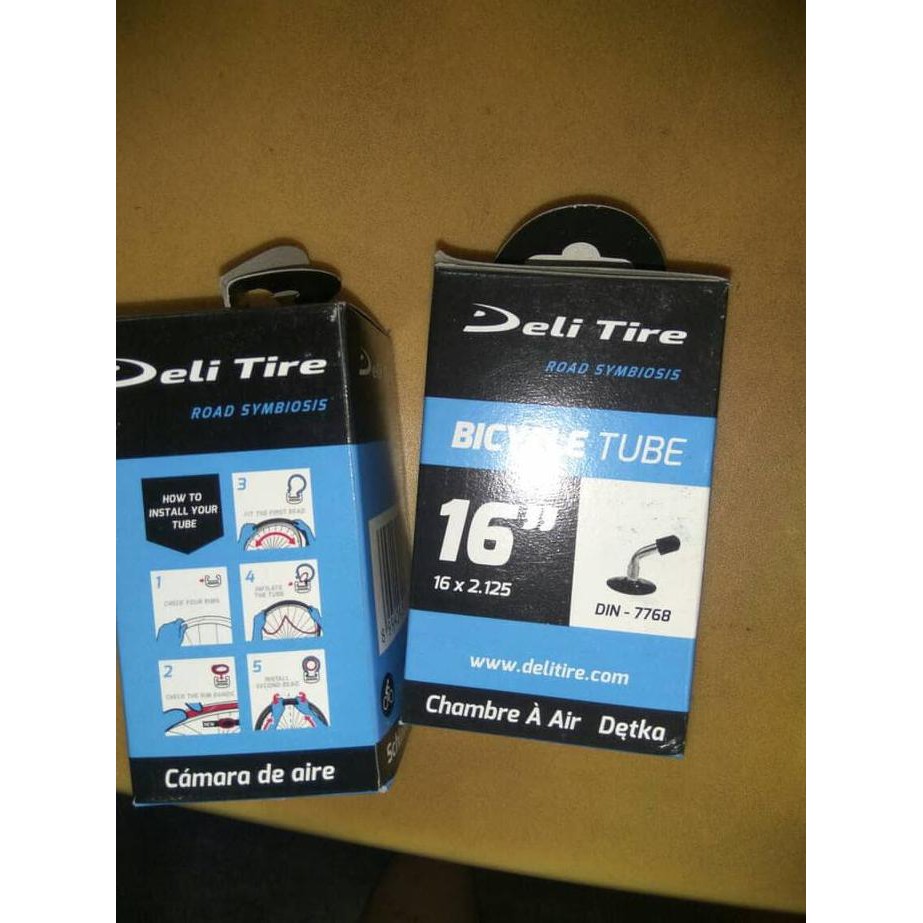 Deli Tire
ROAD SYMBIOSIS
HOW TO
INSTALL YOUR
TUBE
3
FIT THE FIRST BEAD
1
CHECK YOUR RIMS
4
INFLATE
THE TUBE
2
CHECK THE RIM BANDS
5
INSTALL
SECOND BEAD
Cámara de aire
Deli Tire
ROAD SYMBIOSIS
BICYCLE TUBE
16”
16 x 2.125
DIN - 7768
www.delitire.com
Chambre À Air Dętka